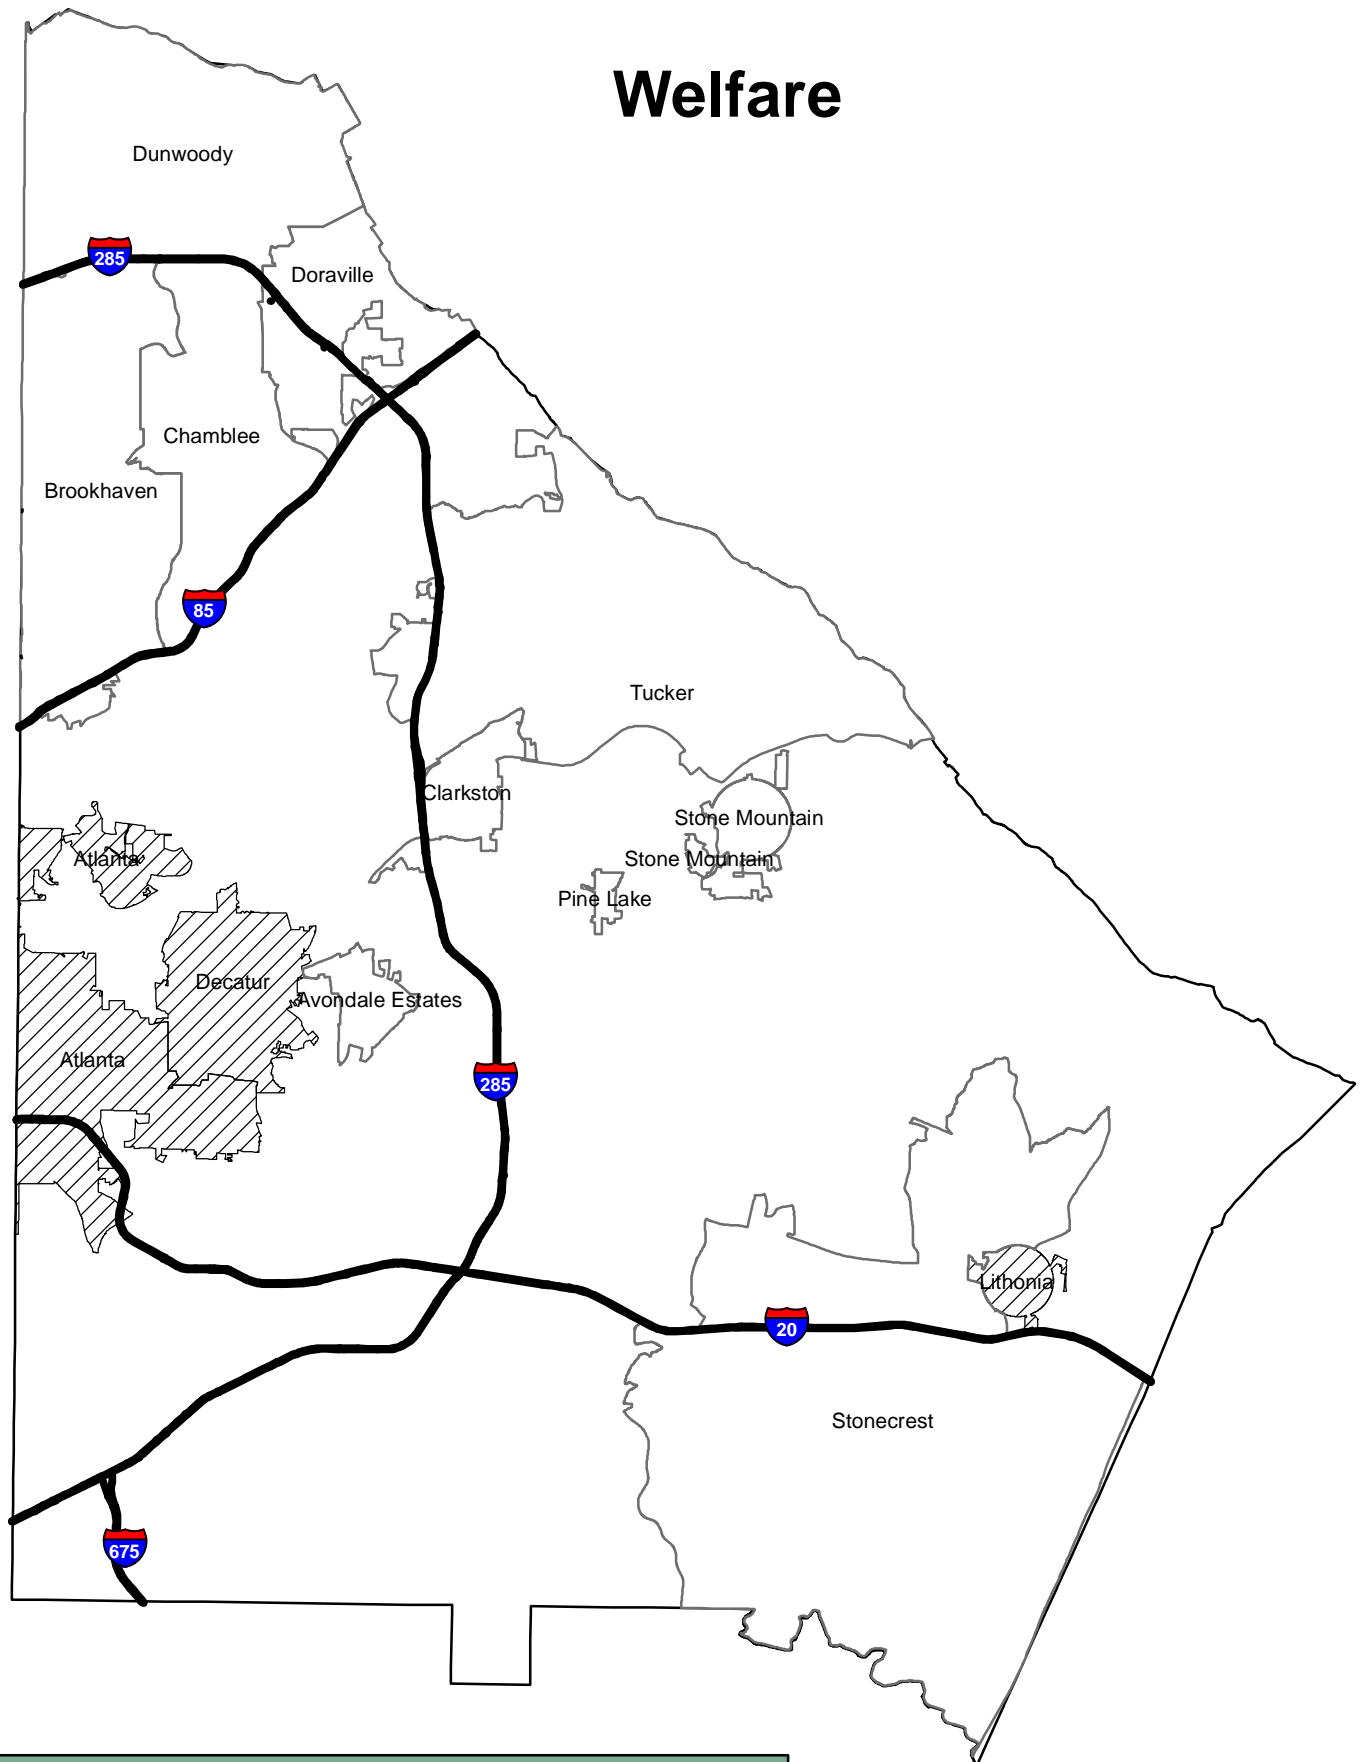 Welfare
Dunwoody
285
Doraville
Chamblee
Brookhaven
85
Tucker
Clarkston
Stone Mountain
Atlanta
Stone Mountain
Pine Lake
Decatur
Avondale Estates
Atlanta
285
Lithonia
20
Stonecrest
675